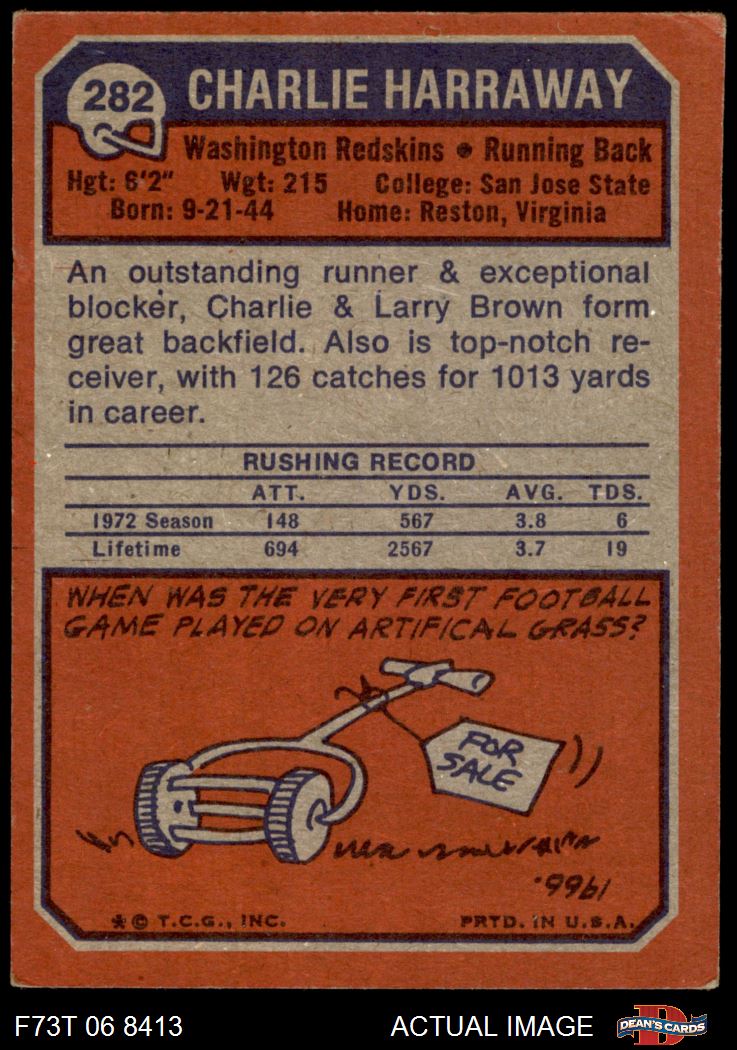 282
CHARLIE HARRAWAY
Washington Redskins • Running Back
Hgt: 6'2" Wgt: 215 College: San Jose State
Born: 9-21-44 Home: Reston, Virginia
An outstanding runner & exceptional
blocker, Charlie & Larry Brown form
great backfield. Also is top-notch re-
ceiver, with 126 catches for 1013 yards
in career.
RUSHING RECORD
ATT. YDS. AVG. TDS.
1972 Season 148 567 3.8 6
Lifetime 694 2567 3.7 19
WHEN WAS THE VERY FIRST FOOTBALL
GAME PLAYED ON ARTIFICAL GRASS?
FOR
SALE
1966.
* © T.C.G., INC. PRTD. IN U.S.A.
F73T 06 8413 ACTUAL IMAGE
DEAN'S CARDS